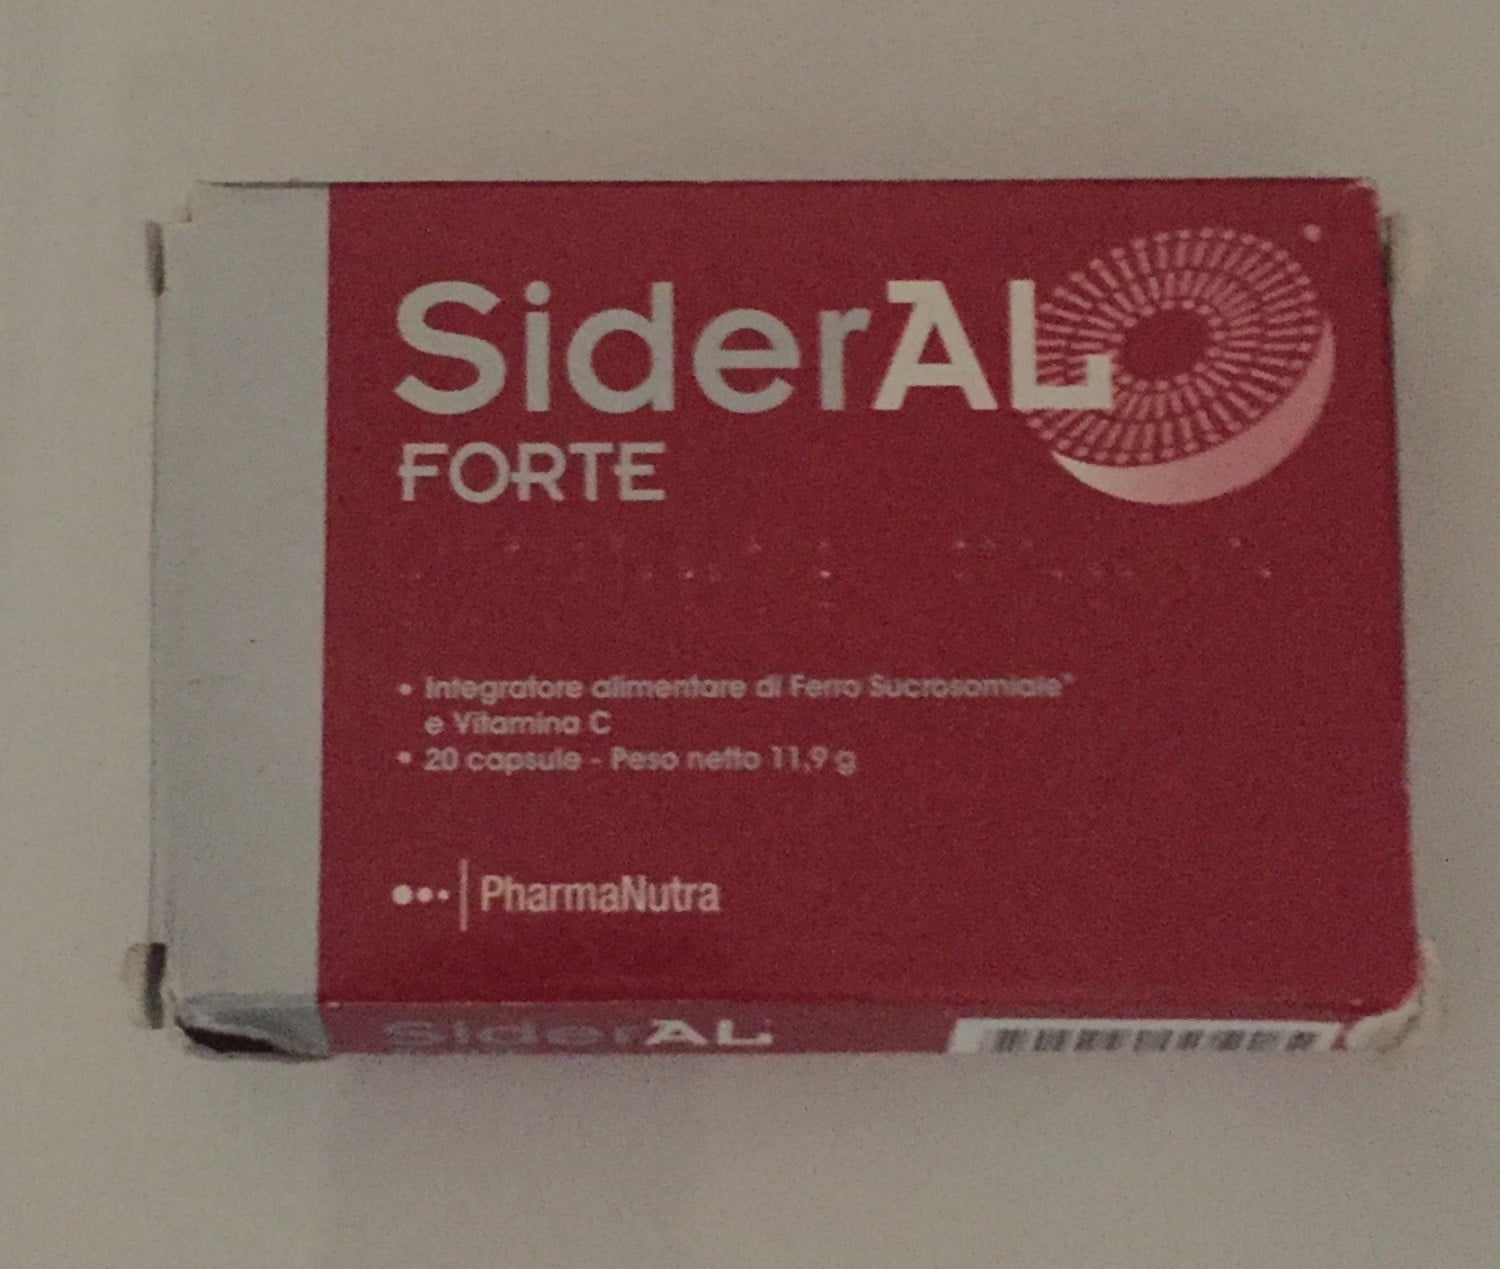 SiderAL
FORTE
• Integratore alimentare di Ferro Sucrosomiale®
e Vitamina C
• 20 capsule - Peso netto 11,9 g
PharmaNutra
SiderAL